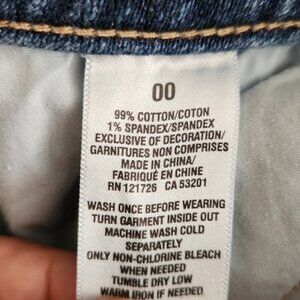 00
99% COTTON/COTON
1% SPANDEX/SPANDEX
EXCLUSIVE OF DECORATION/
GARNITURES NON COMPRISES
MADE IN CHINA/
FABRIQUÉ EN CHINE
RN 121726 CA 53201
WASH ONCE BEFORE WEARING
TURN GARMENT INSIDE OUT
MACHINE WASH COLD
SEPARATELY
ONLY NON-CHLORINE BLEACH
WHEN NEEDED
TUMBLE DRY LOW
WARM IRON IF NEEDED